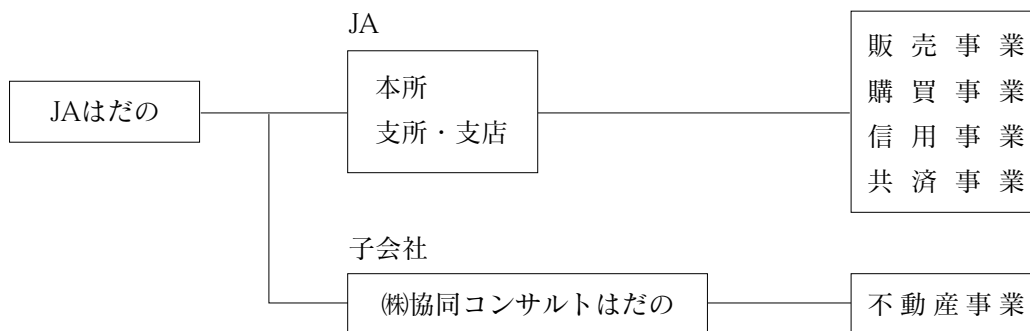 JA
JAはだの
本所
支所・支店
販売事業
購買事業
信用事業
共済事業
子会社
㈱協同コンサルトはだの
不動産事業